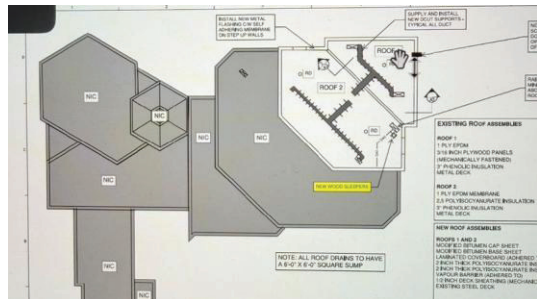 INSTALL NEW METAL
FLASHING C/W SELF
ADHERING MEMBRANE
ON STEP UP WALLS
SUPPLY AND INSTALL
NEW DUCT SUPPORTS -
TYPICAL ALL DUCT
ROOF
RD
ROOF 2
RD
NIC
NIC
NIC
NIC
NIC
NIC
NIC
NEW WOOD SLEEPERS
NOTE: ALL ROOF DRAINS TO HAVE
A 6'-0" X 6'-0" SQUARE SUMP
EXISTING ROOF ASSEMBLIES
ROOF 1
1 PLY EPDM
3/16 INCH PLYWOOD PANELS
(MECHANICALLY FASTENED)
3" PHENOLIC INSULATION
METAL DECK
ROOF 2
1 PLY EPDM MEMBRANE
2.5 POLYISOCYANURATE INSULATION
3" PHENOLIC INSULATION
METAL DECK
NEW ROOF ASSEMBLIES
ROOFS 1 AND 2
MODIFIED BITUMEN CAP SHEET
MODIFIED BITUMEN BASE SHEET
LAMINATED COVERBOARD (ADHERED
2 INCH THICK POLYISOCYANURATE
2 INCH THICK POLYISOCYANURATE
VAPOUR BARRIER (ADHERED TO)
1/2 INCH DECK SHEATHING
EXISTING STEEL DECK